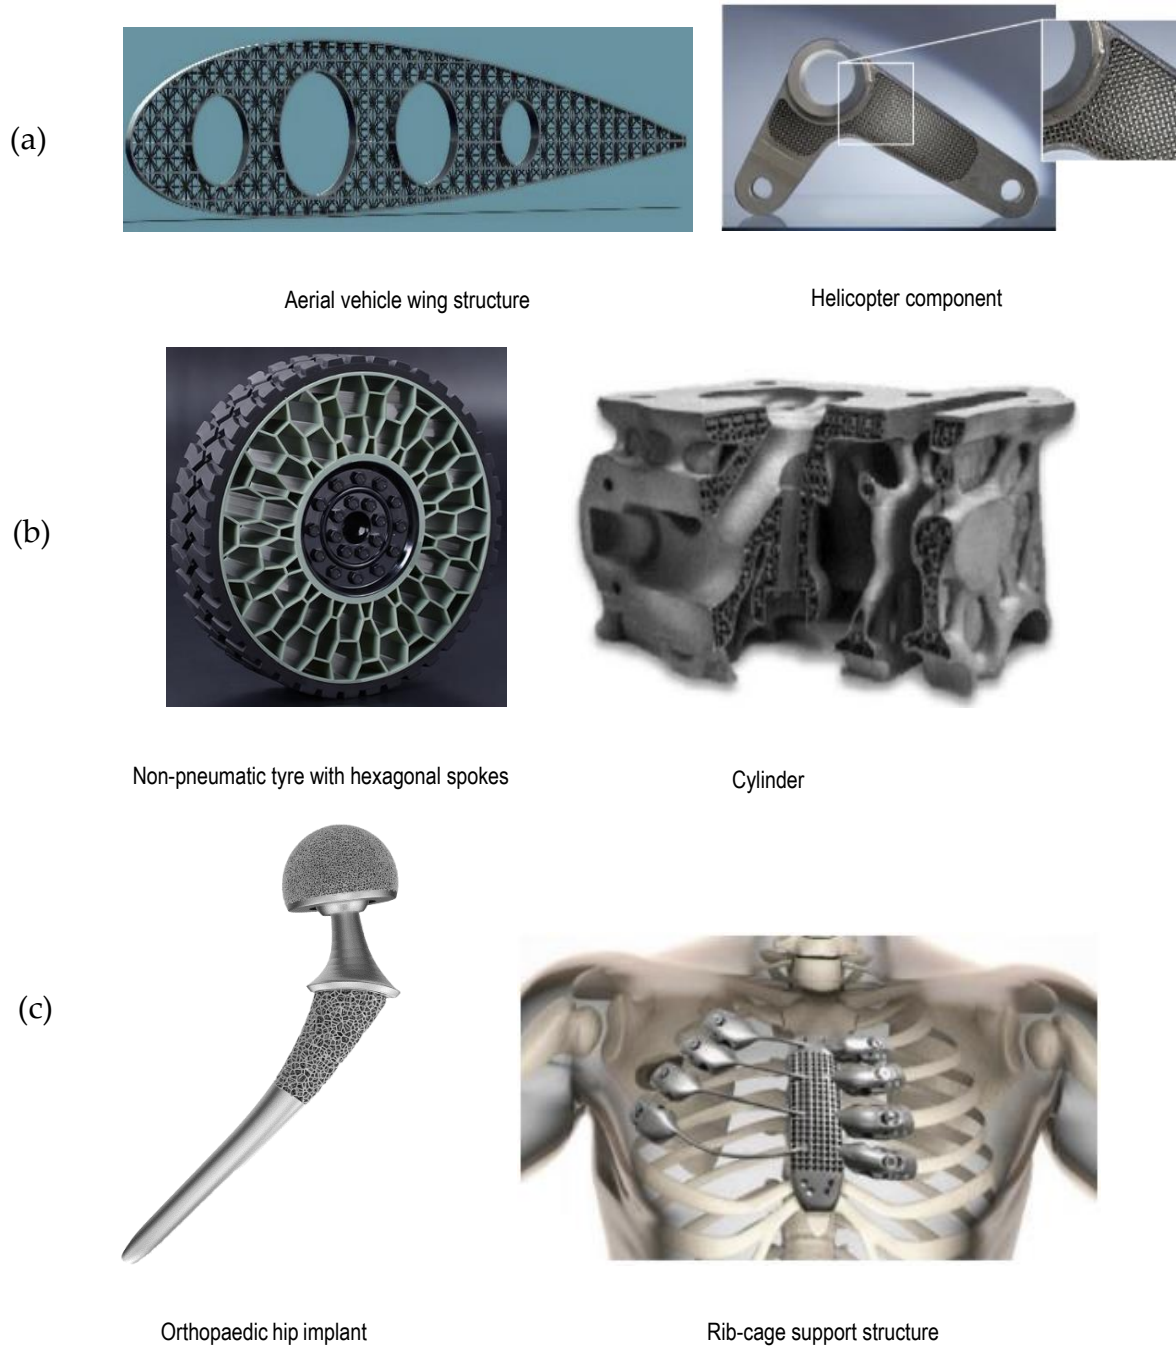 (a)
Aerial vehicle wing structure
Helicopter component
(b)
Non-pneumatic tyre with hexagonal spokes
Cylinder
(c)
Orthopaedic hip implant
Rib-cage support structure